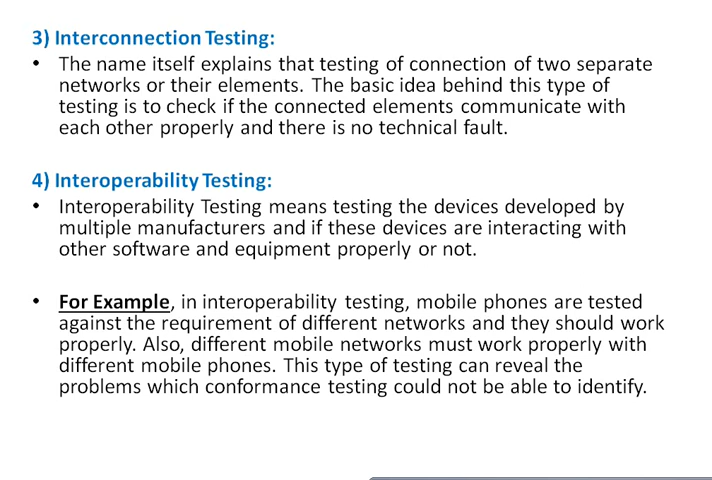 3) Interconnection Testing:
• The name itself explains that testing of connection of two separate
networks or their elements. The basic idea behind this type of
testing is to check if the connected elements communicate with
each other properly and there is no technical fault.
4) Interoperability Testing:
• Interoperability Testing means testing the devices developed by
multiple manufacturers and if these devices are interacting with
other software and equipment properly or not.
• For Example, in interoperability testing, mobile phones are tested
against the requirement of different networks and they should work
properly. Also, different mobile networks must work properly with
different mobile phones. This type of testing can reveal the
problems which conformance testing could not be able to identify.